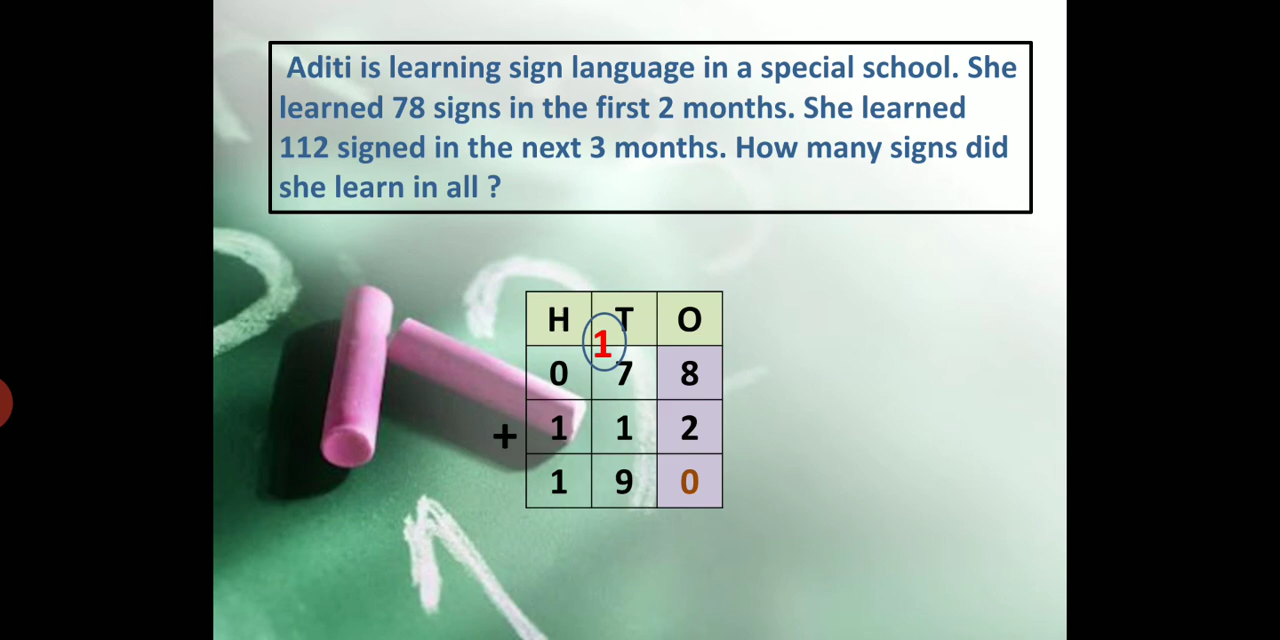 Aditi is learning sign language in a special school. She
learned 78 signs in the first 2 months. She learned
112 signed in the next 3 months. How many signs did
she learn in all ?
H T O
1
0 7 8
+ 1 1 2
1 9 0